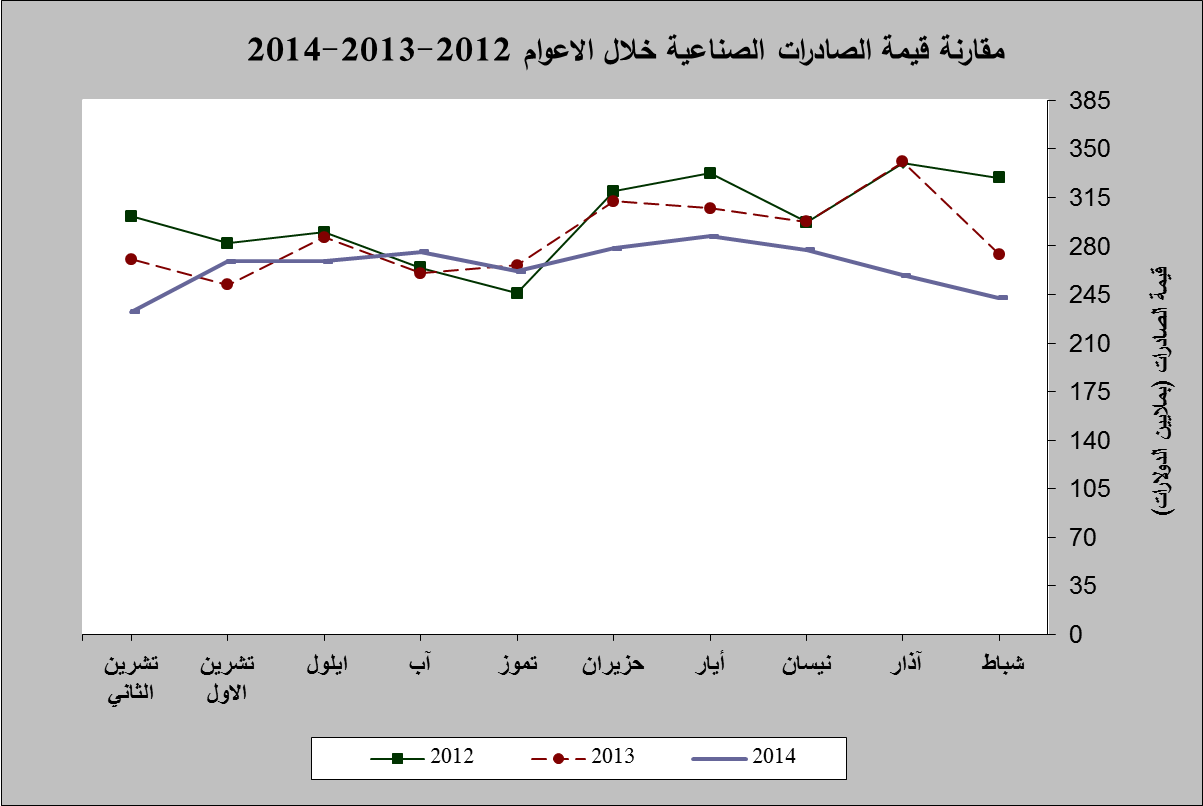 مقارنة قيمة الصادرات الصناعية خلال الاعوام 2012-2013-2014
385
350
315
280
245
210
175
140
105
70
35
0
قيمة الصادرات (بملايين الدولارات)
شباط
آذار
نيسان
أيار
حزيران
تموز
آب
ايلول
تشرين
الاول
تشرين
الثاني
2012
2013
2014